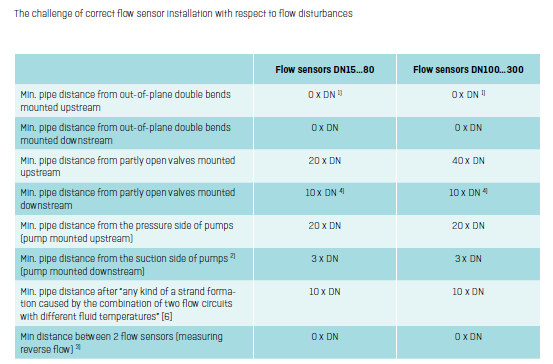 The challenge of correct flow sensor installation with respect to flow disturbances
Flow sensors DN15...80 Flow sensors DN100...300
Min. pipe distance from out-of-plane double bends
mounted upstream
0 x DN 1) 0 x DN 1)
Min. pipe distance from out-of-plane double bends
mounted downstream
0 x DN 0 x DN
Min. pipe distance from partly open valves mounted
upstream
20 x DN 40 x DN
Min. pipe distance from partly open valves mounted
downstream
10 x DN 4) 10 x DN 4)
Min. pipe distance from the pressure side of pumps
(pump mounted upstream)
20 x DN 20 x DN
Min. pipe distance from the suction side of pumps 2)
(pump mounted downstream)
3 x DN 3 x DN
Min. pipe distance after "any kind of a strand forma-
tion caused by the combination of two flow circuits
with different fluid temperatures" [6]
10 x DN 10 x DN
Min distance between 2 flow sensors (measuring
reverse flow) 3)
0 x DN 0 x DN